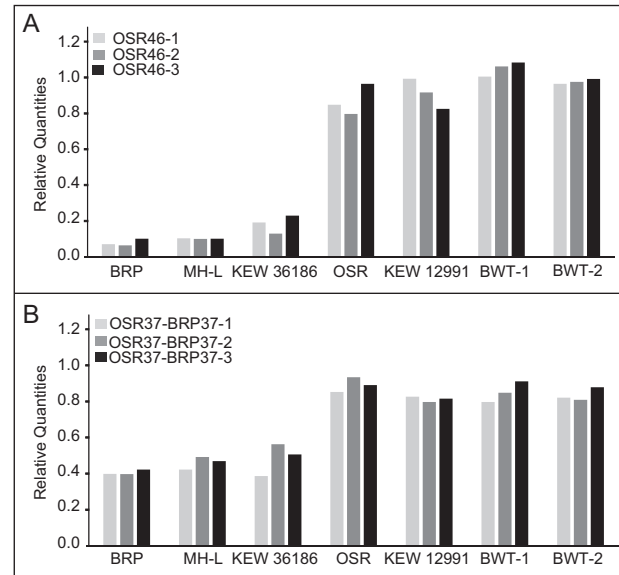 A
OSR46-1
OSR46-2
OSR46-3
Relative Quantities
1.2
1.0
0.8
0.6
0.4
0.2
0.0
BRP MH-L KEW 36186 OSR KEW 12991 BWT-1 BWT-2
B
OSR37-BRP37-1
OSR37-BRP37-2
OSR37-BRP37-3
Relative Quantities
1.2
1.0
0.8
0.6
0.4
0.2
0.0
BRP MH-L KEW 36186 OSR KEW 12991 BWT-1 BWT-2